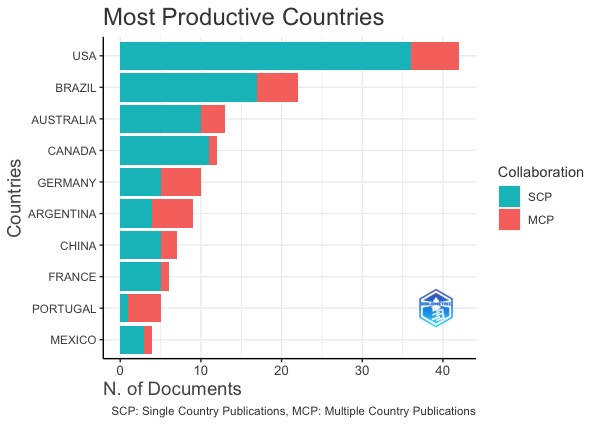 Most Productive Countries
Countries
USA
BRAZIL
AUSTRALIA
CANADA
GERMANY
ARGENTINA
CHINA
FRANCE
PORTUGAL
MEXICO
0 10 20 30 40
N. of Documents
Collaboration
SCP
MCP
SCP: Single Country Publications, MCP: Multiple Country Publications